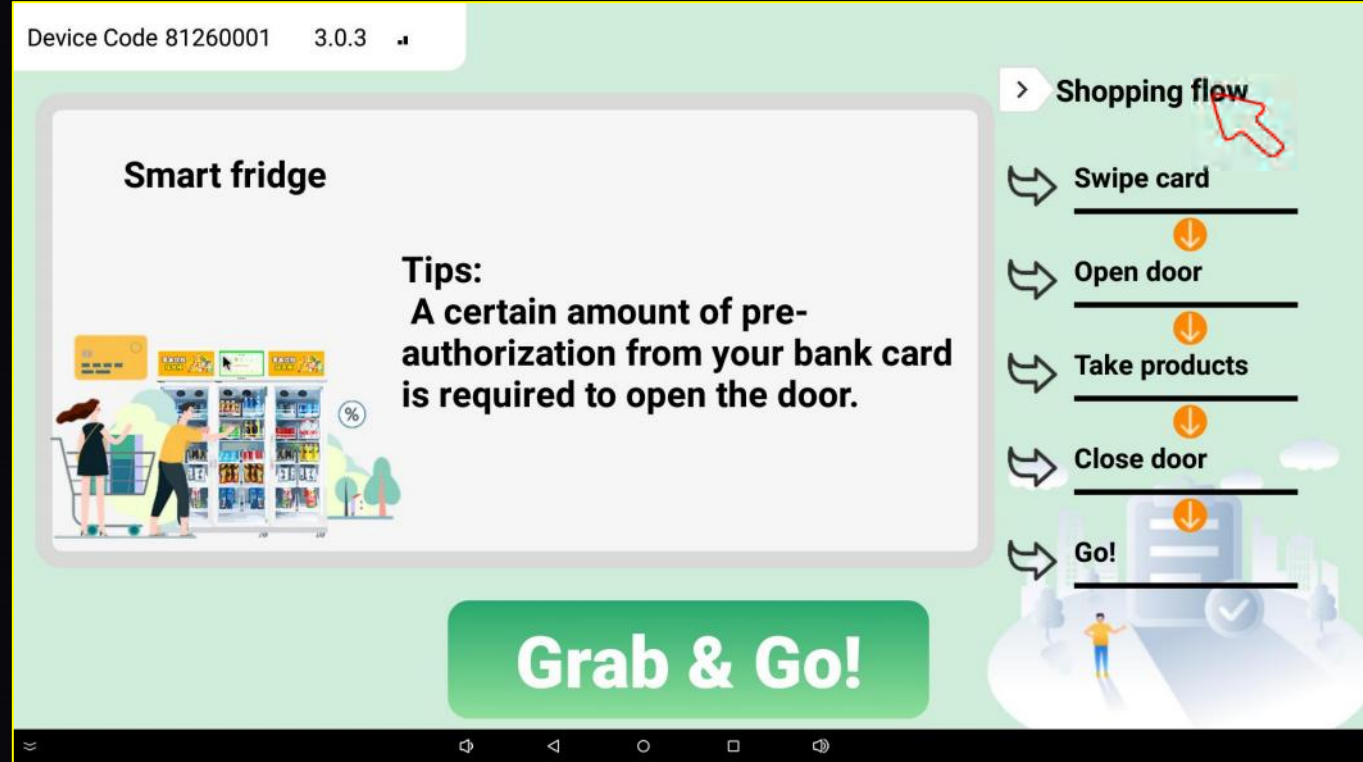 Device Code 81260001 3.0.3
Smart fridge
Tips:
A certain amount of pre-
authorization from your bank card
is required to open the door.
Shopping flow
Swipe card
Open door
Take products
Close door
Go!
Grab & Go!